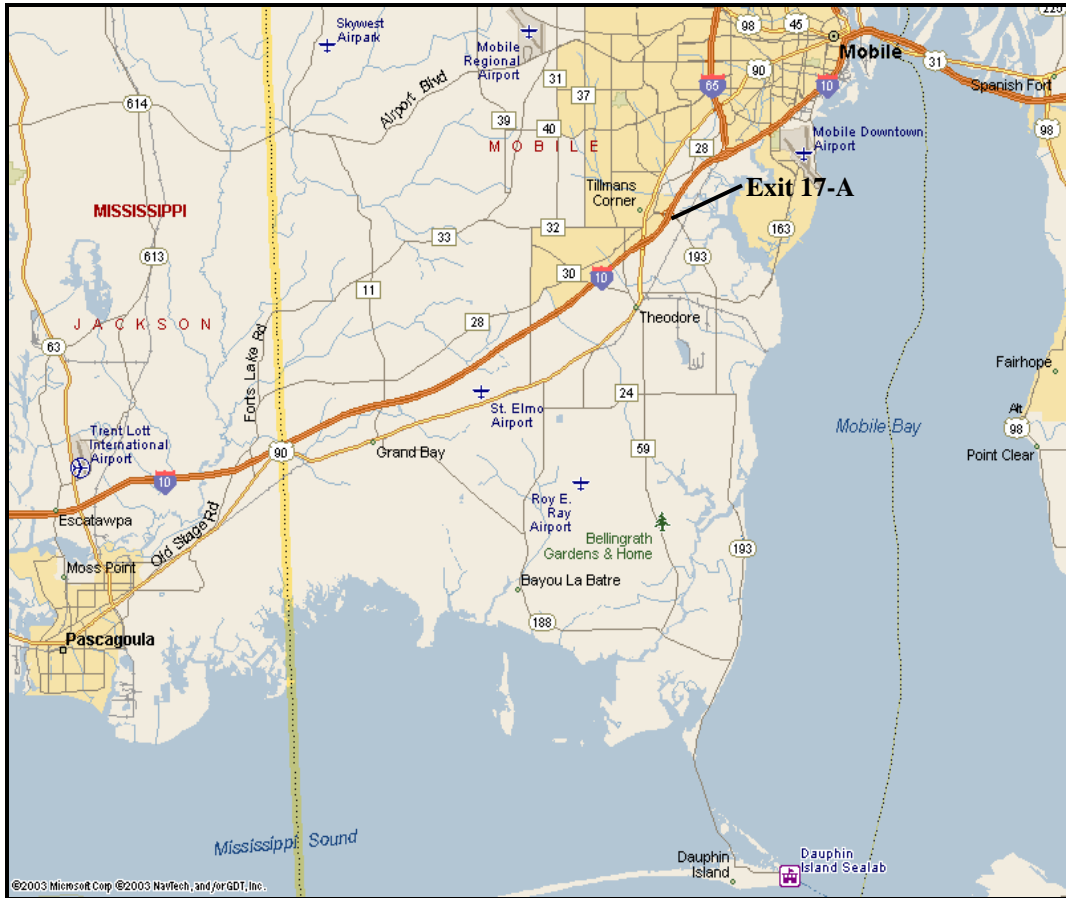 Skywest
Airpark
Mobile
Regional
Airport
98
45
Mobile
90
31
225
31
37
65
10
Spanish Fort
614
Airport Blvd
39
40
MOBILE
28
Mobile Downtown
Airport
98
Tillmans
Corner
Exit 17-A
MISSISSIPPI
32
33
163
613
30
10
193
11
JACKSON
28
Theodore
63
Forts Lake Rd
Fairhope
St. Elmo
Airport
24
Alt
98
Mobile Bay
Trent Lott
International
Airport
90
Grand Bay
59
Point Clear
10
Roy E.
Ray
Airport
Escatawpa
Old Stage Rd
Bellingrath
Gardens & Home
193
Moss Point
Bayou La Batre
188
Pascagoula
Mississippi Sound
Dauphin
Island
Dauphin
Island Sealab
©2003 Microsoft Corp ©2003 NavTech, and/or GDT, Inc.